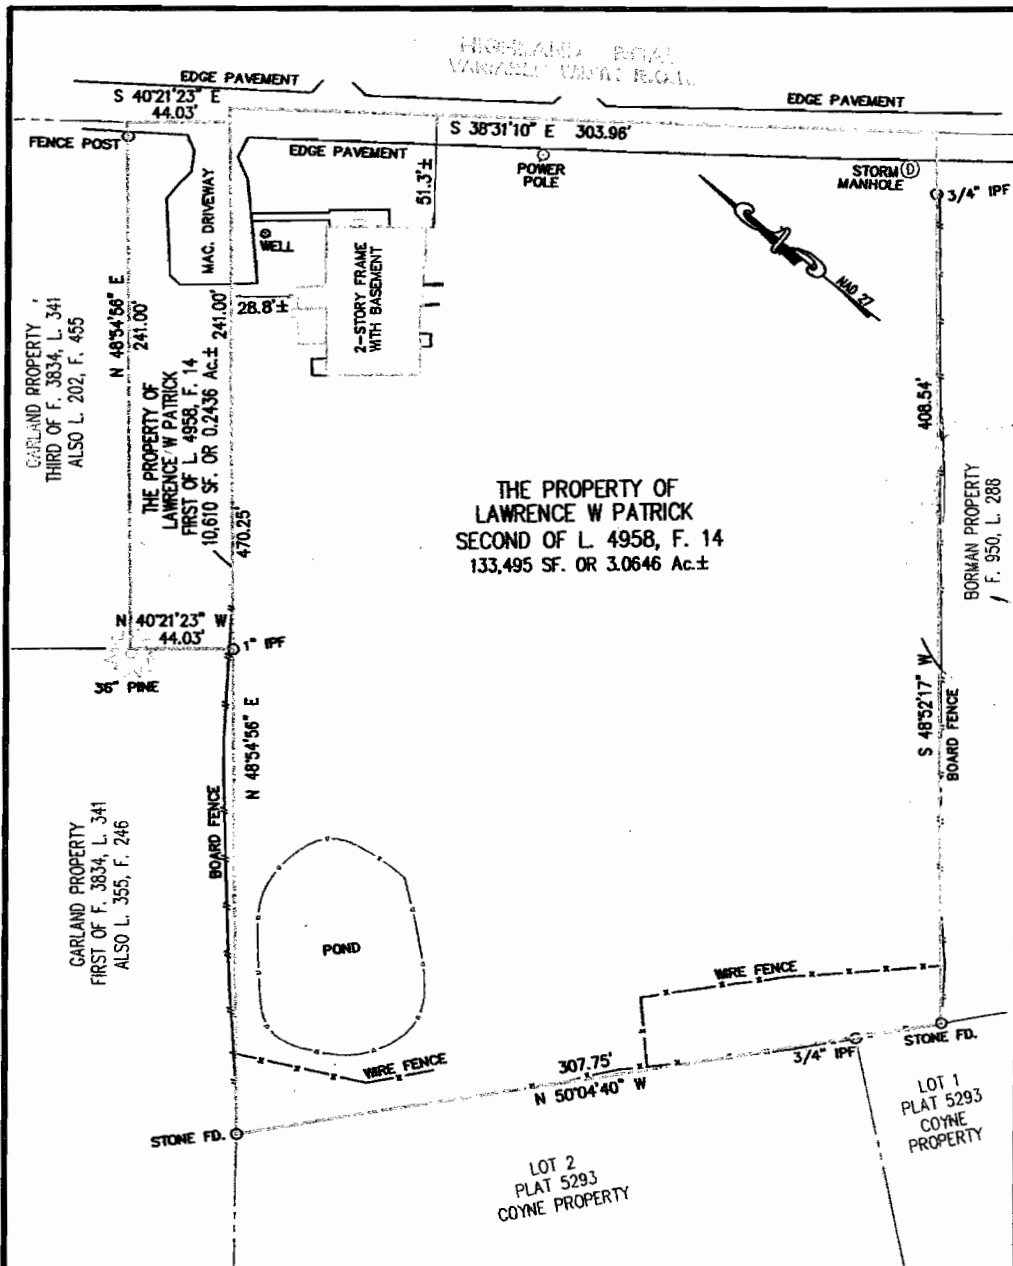 HIGHLAND ROAD
VARIABLE WIDTH R.O.W.
EDGE PAVEMENT
S 40°21'23" E
44.03'
EDGE PAVEMENT
S 38°31'10" E 303.96'
FENCE POST
EDGE PAVEMENT
POWER
POLE
STORM
MANHOLE
D
3/4" IPF
51.3'±
MAC. DRIVEWAY
WELL
2-STORY FRAME
WITH BASEMENT
28.8'±
NAD 27
N 48°54'56" E
241.00'
241.00'
GARLAND PROPERTY
THIRD OF F. 3834, L. 341
ALSO L. 202, F. 455
THE PROPERTY OF
LAWRENCE W PATRICK
FIRST OF L. 4958, F. 14
10,610 SF. OR 0.2436 Ac.±
470.25'
408.54'
THE PROPERTY OF
LAWRENCE W PATRICK
SECOND OF L. 4958, F. 14
133,495 SF. OR 3.0646 Ac.±
BORMAN PROPERTY
F. 950, L. 288
N 40°21'23" W
44.03'
1" IPF
36" PINE
N 48°54'56" E
S 48°52'17" W
BOARD FENCE
BOARD FENCE
GARLAND PROPERTY
FIRST OF F. 3834, L. 341
ALSO L. 355, F. 246
POND
WIRE FENCE
WIRE FENCE
307.75'
N 50°04'40" W
3/4" IPF
STONE FD.
STONE FD.
LOT 1
PLAT 5293
COYNE
PROPERTY
LOT 2
PLAT 5293
COYNE PROPERTY